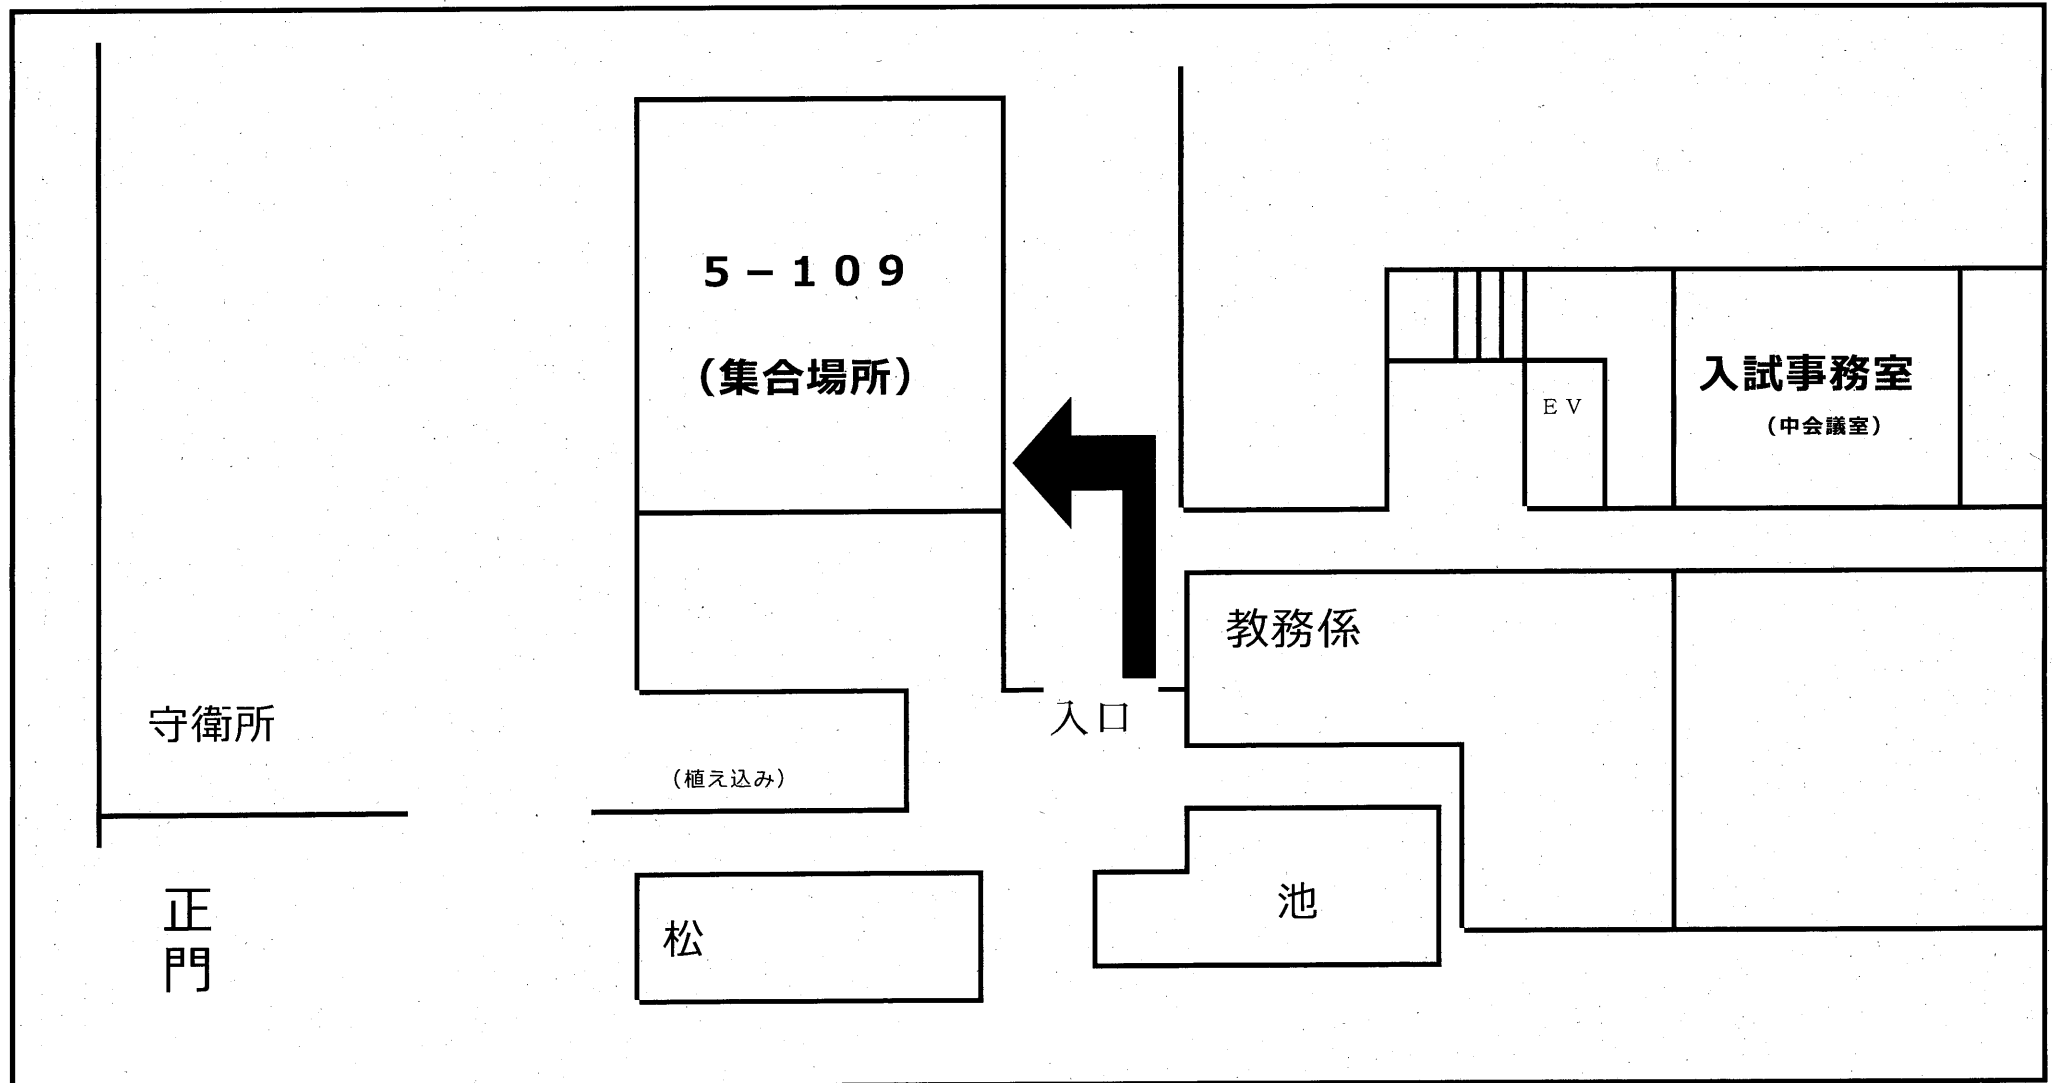 5－109
（集合場所）
入試事務室
（中会議室）
ＥＶ
教務係
守衛所
入口
（植え込み）
正門
松
池